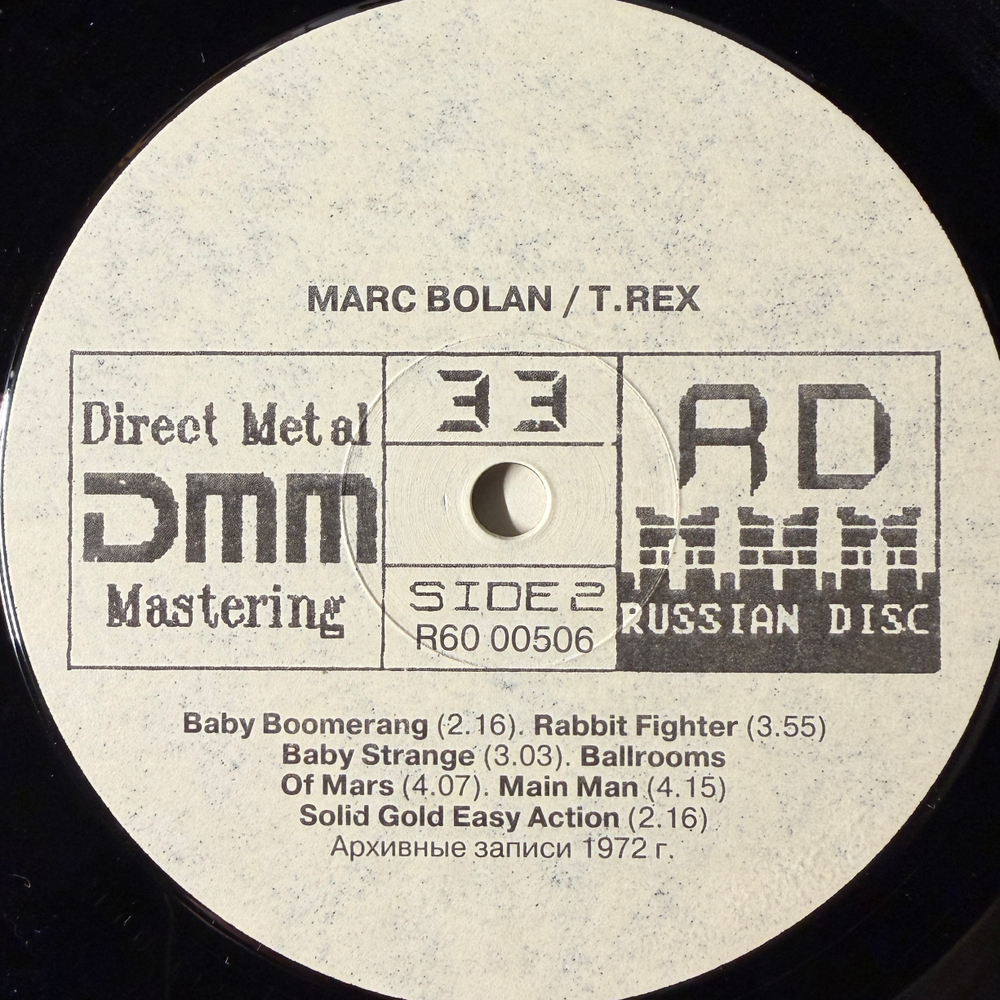 MARC BOLAN / T.REX
Direct Metal
DMM
Mastering
33
SIDE 2
R60 00506
RD
RUSSIAN DISC
Baby Boomerang (2.16). Rabbit Fighter (3.55)
Baby Strange (3.03). Ballrooms
Of Mars (4.07). Main Man (4.15)
Solid Gold Easy Action (2.16)
Архивные записи 1972 г.